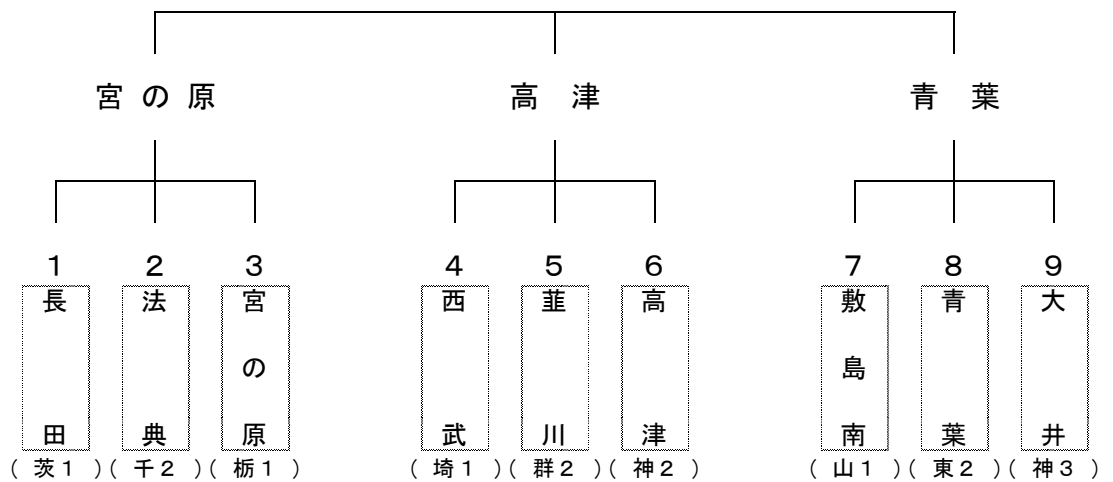 宮の原 高津 青葉
1 2 3 4 5 6 7 8 9
長田 法典 宮の原 西武 韮川 高津 敷島南 青葉 大井
(茨1)(千2)(栃1) (埼1)(群2)(神2) (山1)(東2)(神3)